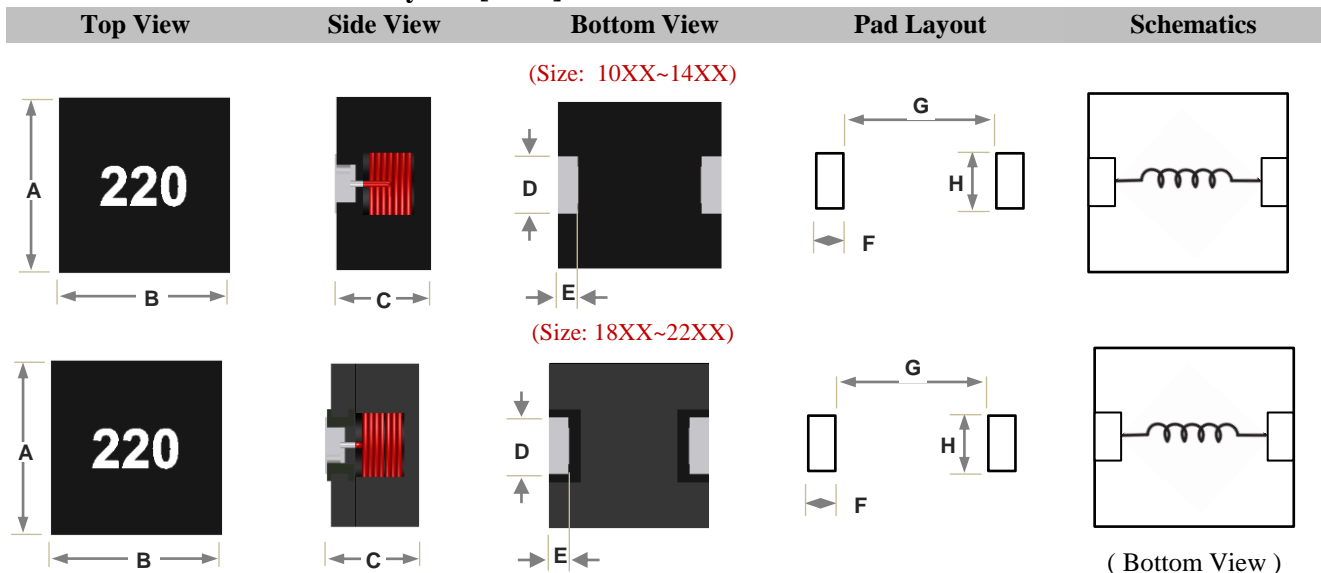 Top View Side View Bottom View Pad Layout Schematics
(Size: 10XX~14XX)
A
220
B
C
D
E
G
H
F
(Size: 18XX~22XX)
A
220
B
C
D
E
G
H
F
( Bottom View )